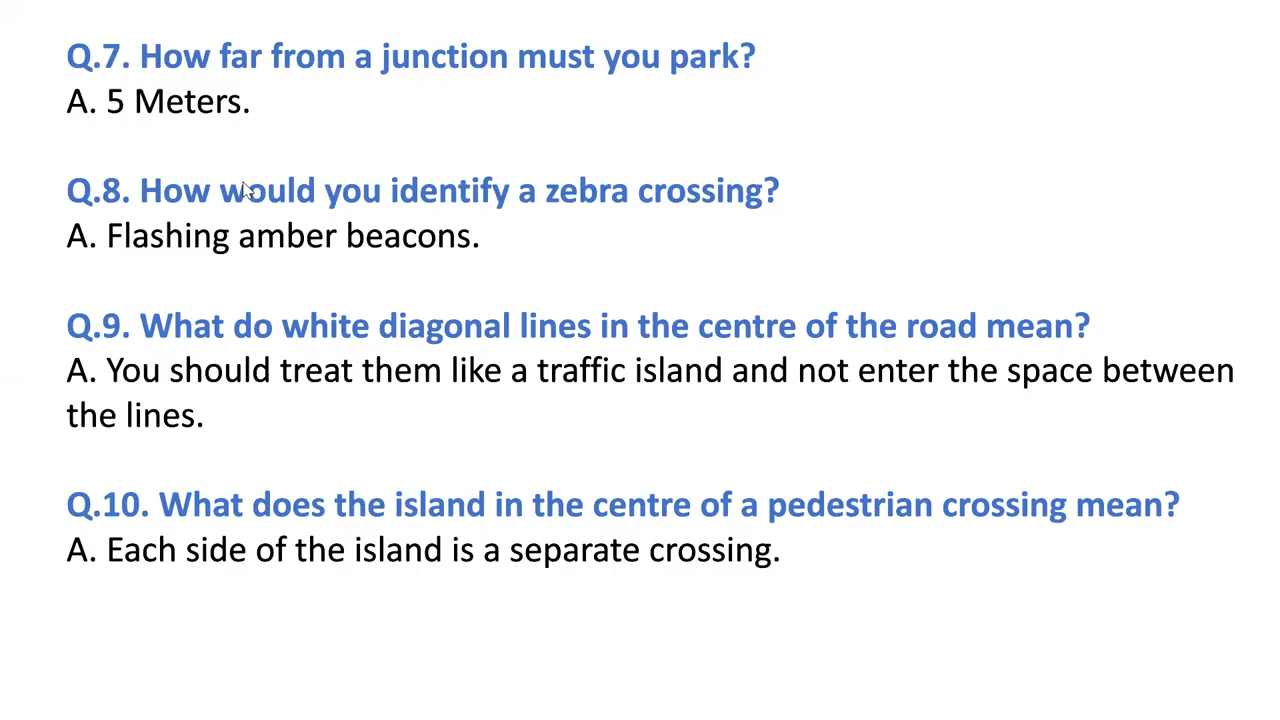 Q.7. How far from a junction must you park?
A. 5 Meters.
Q.8. How would you identify a zebra crossing?
A. Flashing amber beacons.
Q.9. What do white diagonal lines in the centre of the road mean?
A. You should treat them like a traffic island and not enter the space between
the lines.
Q.10. What does the island in the centre of a pedestrian crossing mean?
A. Each side of the island is a separate crossing.